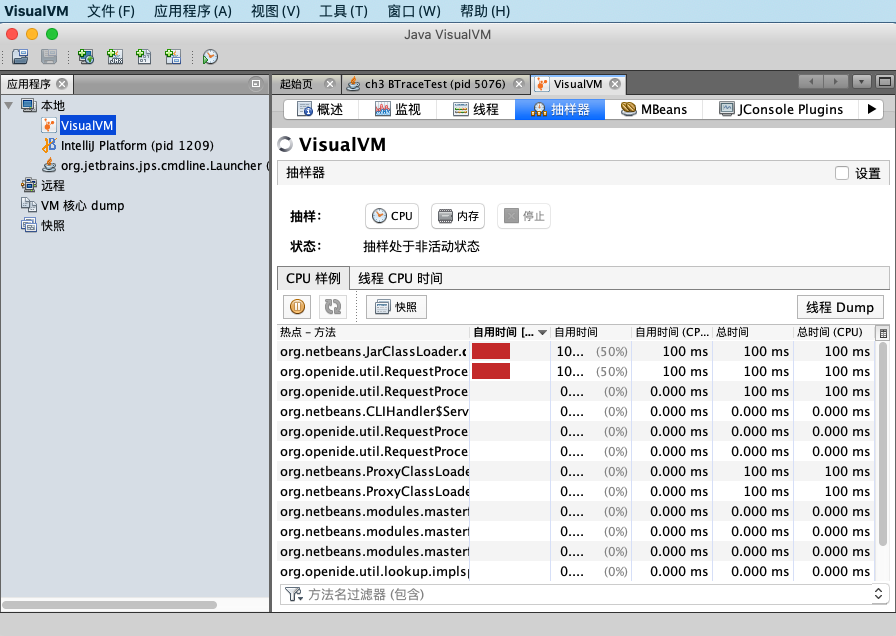 VisualVM 文件(F) 应用程序(A) 视图(V) 工具(T) 窗口(W) 帮助(H)
Java VisualVM
应用程序
本地
VisualVM
IntelliJ Platform (pid 1209)
org.jetbrains.jps.cmdline.Launcher (
远程
VM 核心 dump
快照
起始页 ch3 BTraceTest (pid 5076) VisualVM
概述 监视 线程 抽样器 MBeans JConsole Plugins
VisualVM
抽样器 设置
抽样: CPU 内存 停止
状态: 抽样处于非活动状态
CPU 样例 线程 CPU 时间
快照 线程 Dump
热点 – 方法 自用时间 [... 自用时间 自用时间 (CP... 总时间 总时间 (CPU)
org.netbeans.JarClassLoader. 10... (50%) 100 ms 100 ms 100 ms
org.openide.util.RequestProce 10... (50%) 100 ms 100 ms 100 ms
org.openide.util.RequestProce 0.... (0%) 0.000 ms 100 ms 100 ms
org.netbeans.CLIHandler$Serv 0.... (0%) 0.000 ms 0.000 ms 0.000 ms
org.openide.util.RequestProce 0.... (0%) 0.000 ms 0.000 ms 0.000 ms
org.openide.util.RequestProce 0.... (0%) 0.000 ms 0.000 ms 0.000 ms
org.netbeans.ProxyClassLoade 0.... (0%) 0.000 ms 100 ms 100 ms
org.netbeans.ProxyClassLoade 0.... (0%) 0.000 ms 100 ms 100 ms
org.netbeans.modules.masterf 0.... (0%) 0.000 ms 0.000 ms 0.000 ms
org.netbeans.modules.masterf 0.... (0%) 0.000 ms 0.000 ms 0.000 ms
org.netbeans.modules.masterf 0.... (0%) 0.000 ms 0.000 ms 0.000 ms
org.openide.util.lookup.implsp 0.... (0%) 0.000 ms 0.000 ms 0.000 ms
方法名过滤器 (包含)